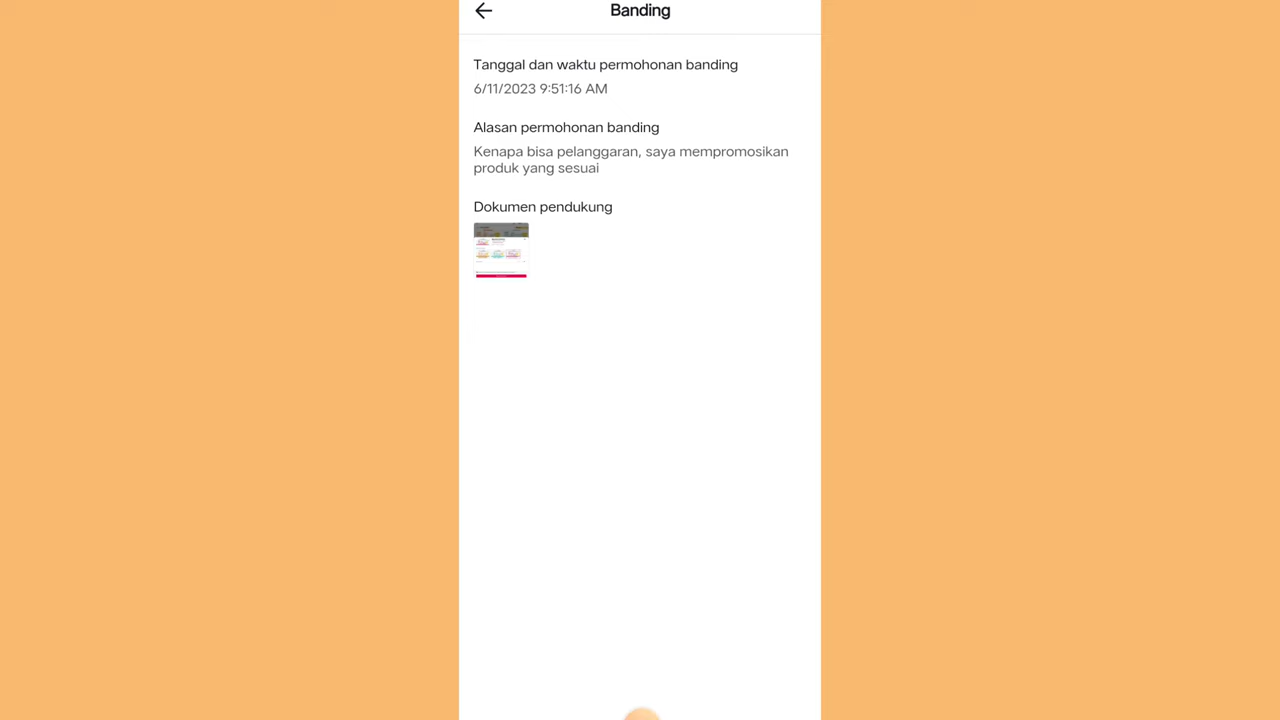 Banding
Tanggal dan waktu permohonan banding
6/11/2023 9:51:16 AM
Alasan permohonan banding
Kenapa bisa pelanggaran, saya mempromosikan
produk yang sesuai
Dokumen pendukung